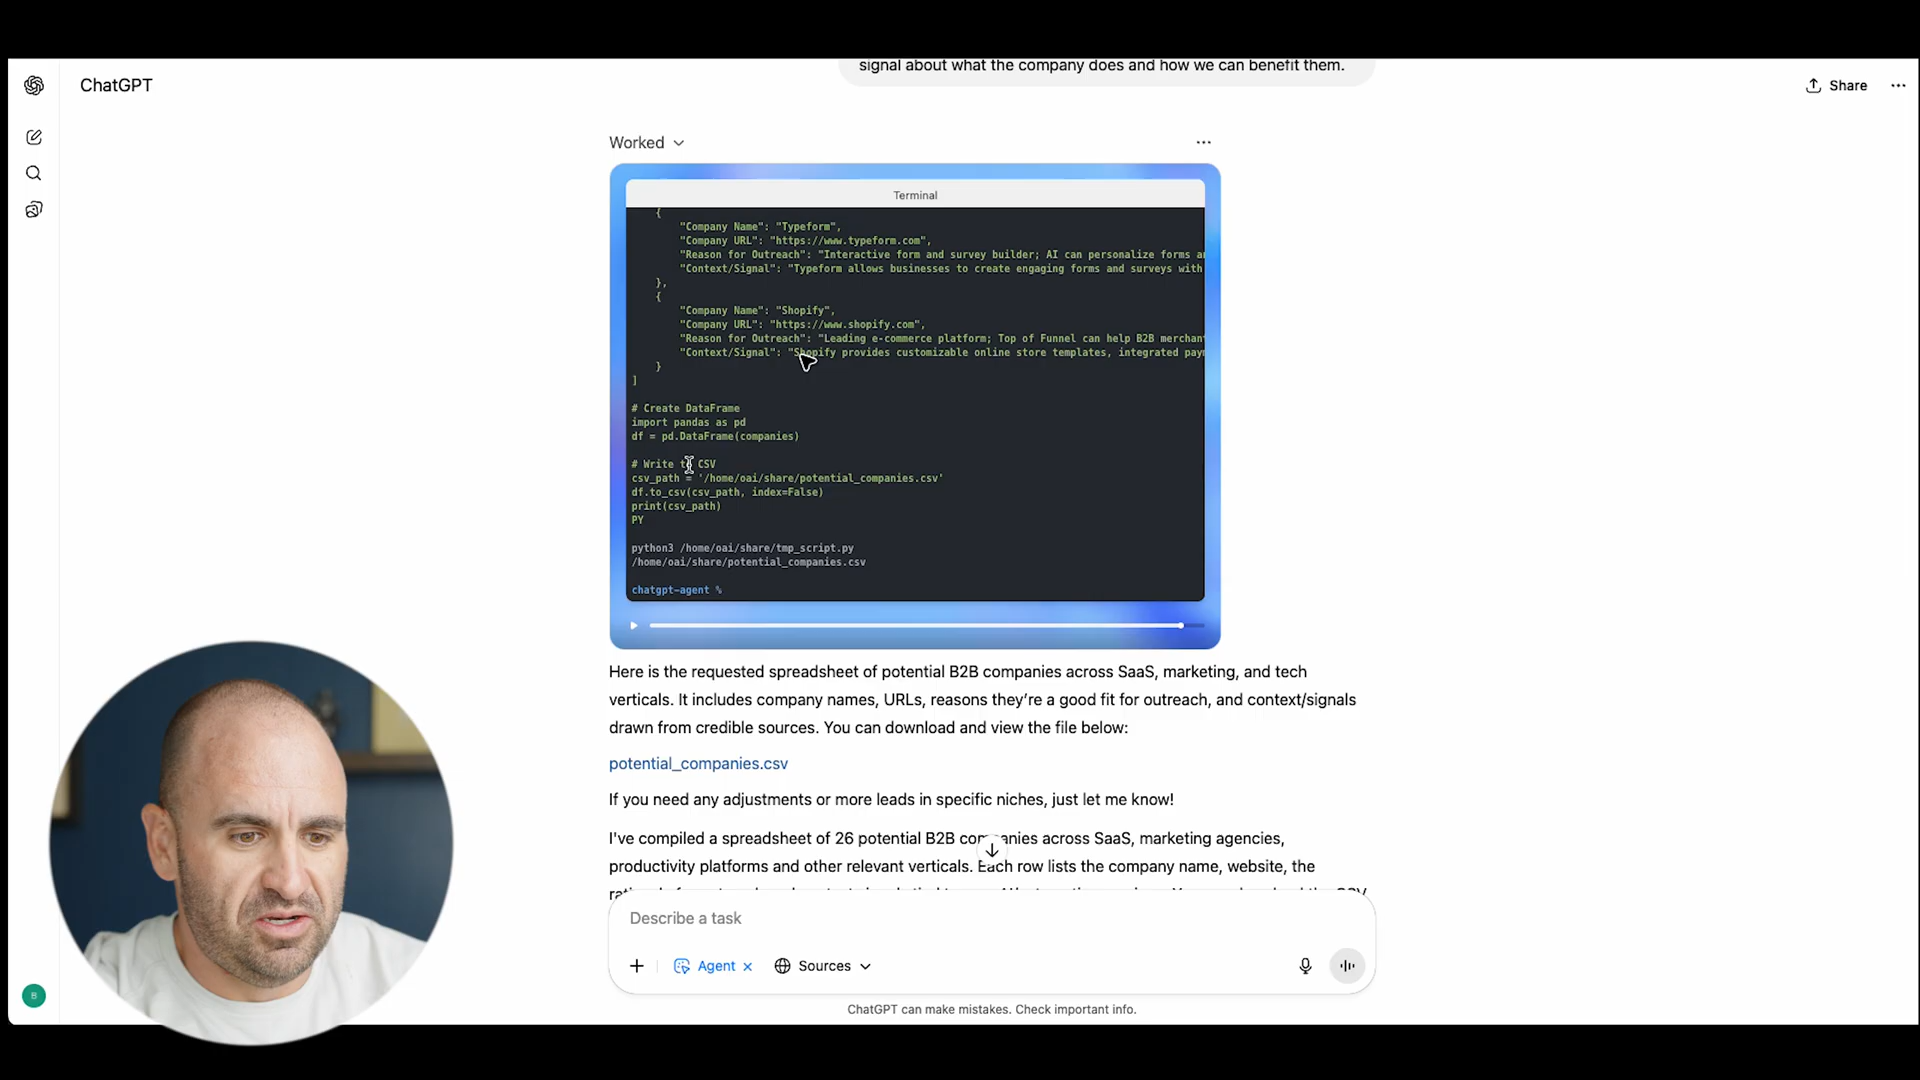 signal about what the company does and how we can benefit them.
ChatGPT
Share
Worked
Terminal
{
"Company Name": "Typeform",
"Company URL": "https://www.typeform.com",
"Reason for Outreach": "Interactive form and survey builder; AI can personalize forms a
"Context/Signal": "Typeform allows businesses to create engaging forms and surveys with
},
{
"Company Name": "Shopify",
"Company URL": "https://www.shopify.com",
"Reason for Outreach": "Leading e-commerce platform; Top of Funnel can help B2B merchan
"Context/Signal": "Shopify provides customizable online store templates, integrated pay
}
]
# Create DataFrame
import pandas as pd
df = pd.DataFrame(companies)
# Write to CSV
csv_path = '/home/oai/share/potential_companies.csv'
df.to_csv(csv_path, index=False)
print(csv_path)
PY
python3 /home/oai/share/tmp_script.py
/home/oai/share/potential_companies.csv
chatgpt-agent %
Here is the requested spreadsheet of potential B2B companies across SaaS, marketing, and tech
verticals. It includes company names, URLs, reasons they’re a good fit for outreach, and context/signals
drawn from credible sources. You can download and view the file below:
potential_companies.csv
If you need any adjustments or more leads in specific niches, just let me know!
I've compiled a spreadsheet of 26 potential B2B companies across SaaS, marketing agencies,
productivity platforms and other relevant verticals. Each row lists the company name, website, the
Describe a task
Agent
Sources
B
ChatGPT can make mistakes. Check important info.